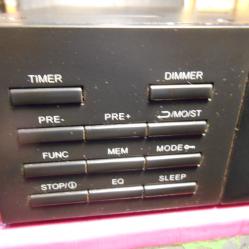 TIMER DIMMER
PRE- PRE+ /MO/ST
FUNC MEM MODE
STOP/ EQ SLEEP